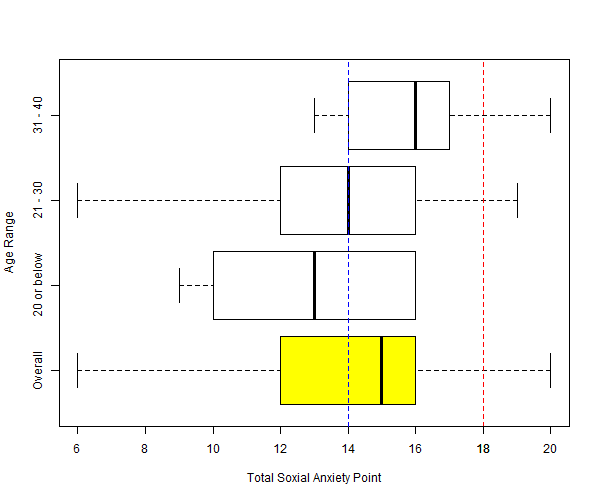 Age Range
31 - 40
21 - 30
20 or below
Overall
6 8 10 12 14 16 18 20
Total Soxial Anxiety Point